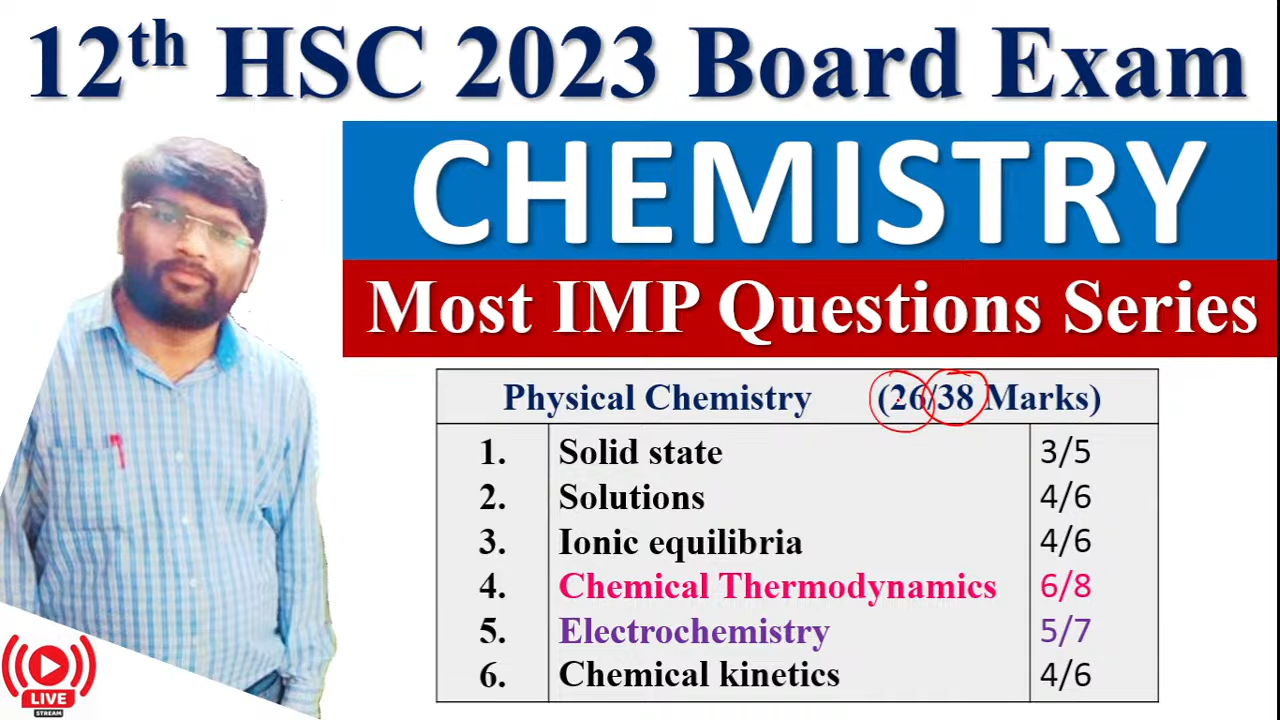 12th HSC 2023 Board Exam
CHEMISTRY
Most IMP Questions Series
Physical Chemistry (26/38 Marks)
1. Solid state 3/5
2. Solutions 4/6
3. Ionic equilibria 4/6
4. Chemical Thermodynamics 6/8
5. Electrochemistry 5/7
6. Chemical kinetics 4/6
LIVE
STREAM